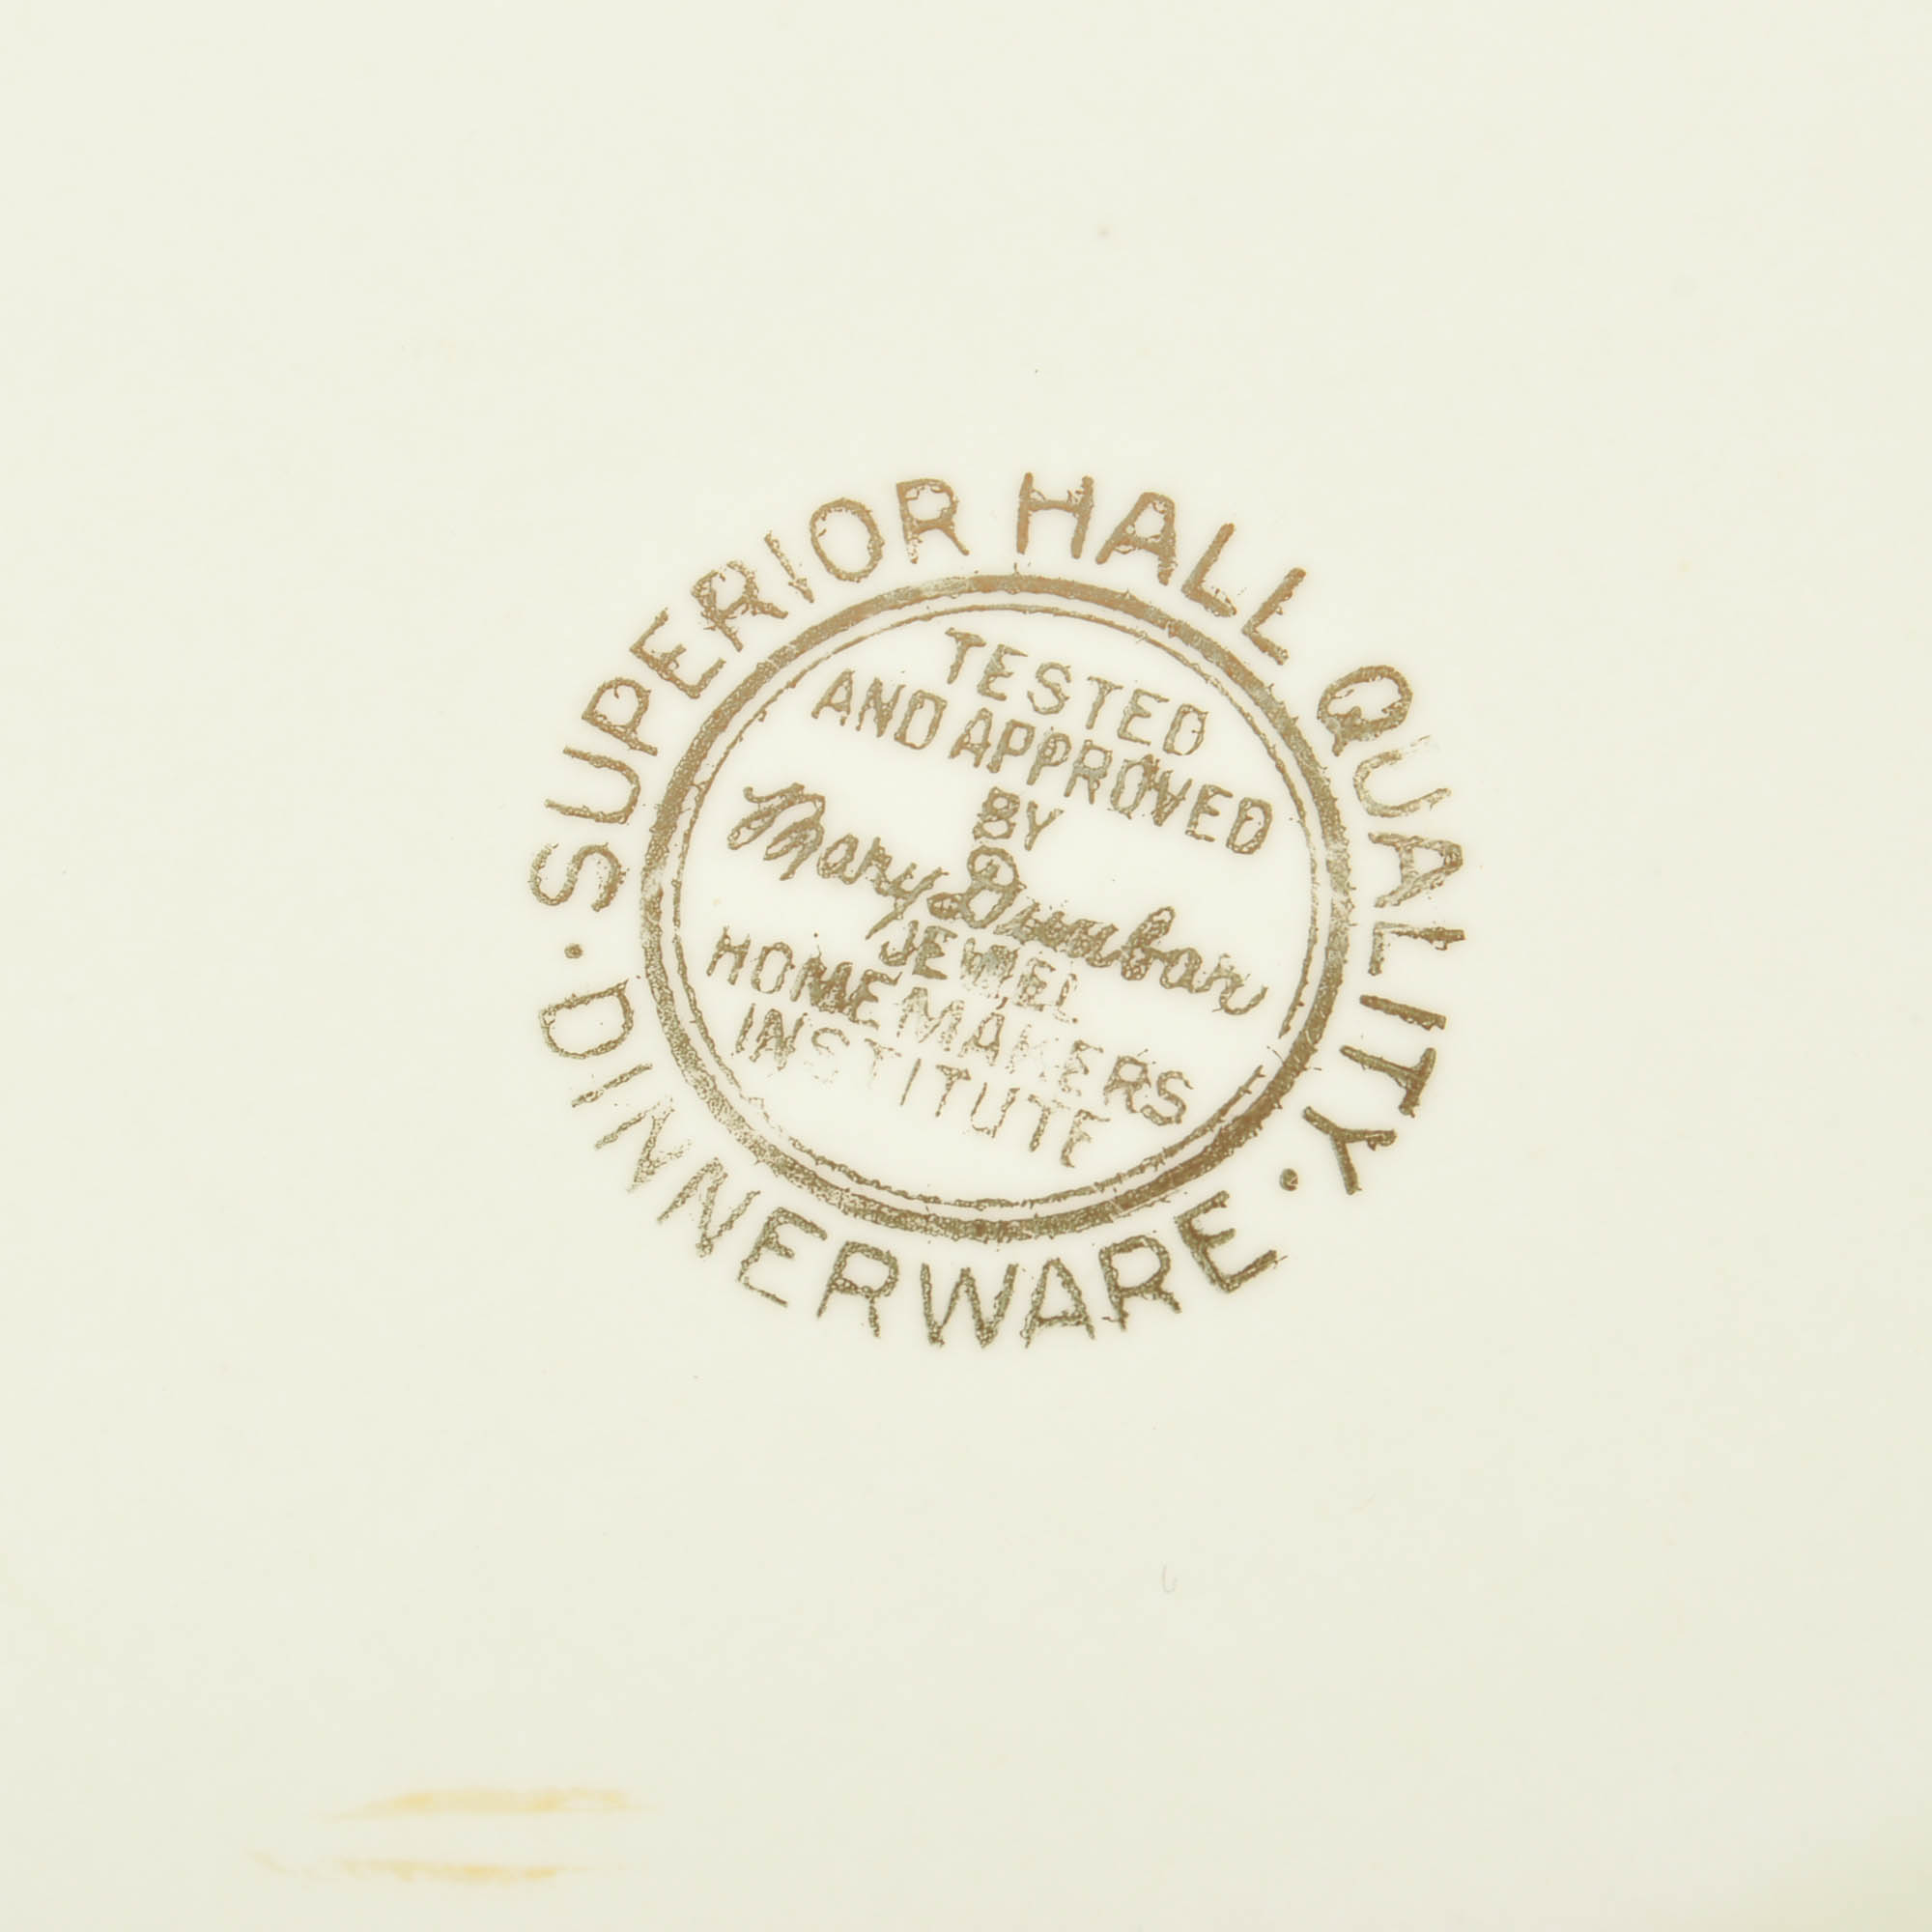 · SUPERIOR HALL QUALITY ·
DINNERWARE
TESTED
AND APPROVED
BY
Mary Dunbar
JEWEL
HOMEMAKERS
INSTITUTE